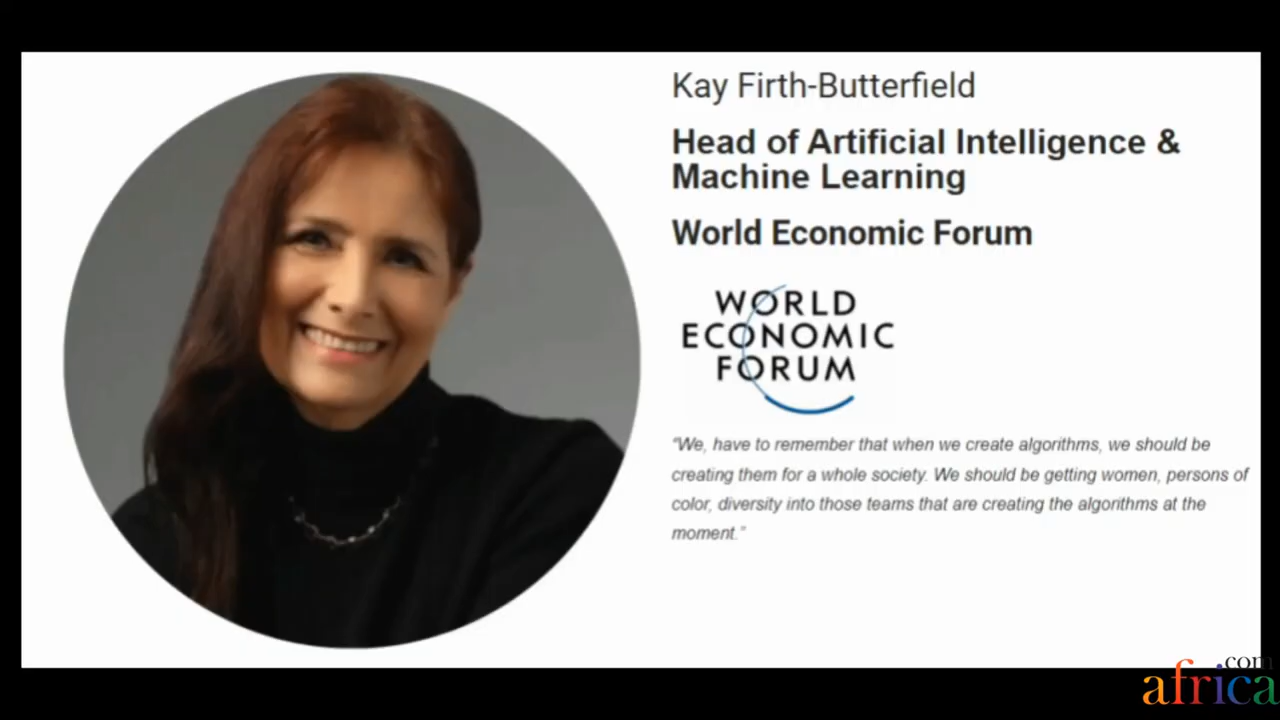 Kay Firth-Butterfield
Head of Artificial Intelligence &
Machine Learning
World Economic Forum
WORLD
ECONOMIC
FORUM
“We, have to remember that when we create algorithms, we should be
creating them for a whole society. We should be getting women, persons of
color, diversity into those teams that are creating the algorithms at the
moment.”
.com
africa